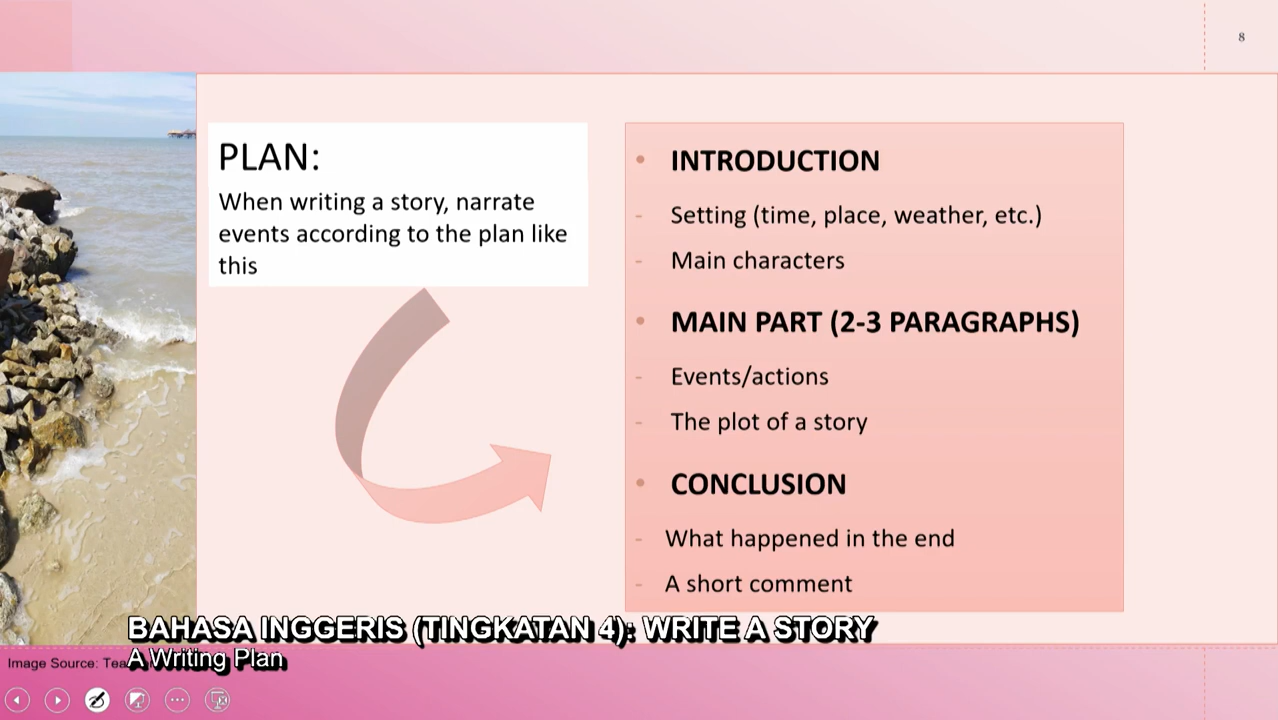 8
PLAN:
When writing a story, narrate
events according to the plan like
this
• INTRODUCTION
- Setting (time, place, weather, etc.)
- Main characters
• MAIN PART (2-3 PARAGRAPHS)
- Events/actions
- The plot of a story
• CONCLUSION
- What happened in the end
- A short comment
BAHASA INGGERIS (TINGKATAN 4): WRITE A STORY
A Writing Plan
Image Source: